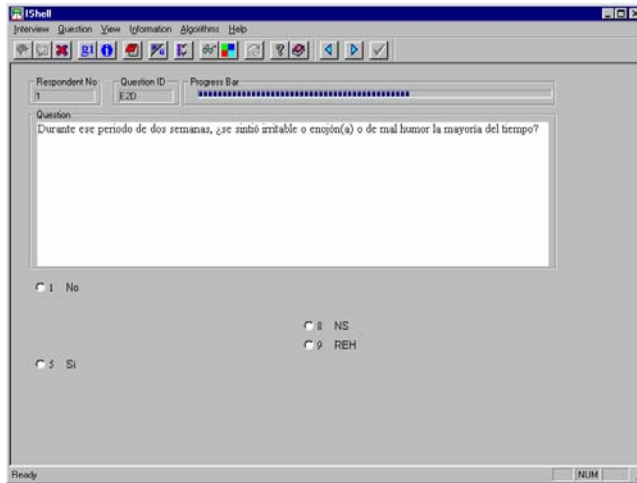 IShell
Interview Question View Information Algorithms Help
Respondent No Question ID Progress Bar
1 E2D
Question
Durante ese periodo de dos semanas, ¿se sintió irritable o enojón(a) o de mal humor la mayoría del tiempo?
1 No
8 NS
9 REH
5 Si
Ready NUM